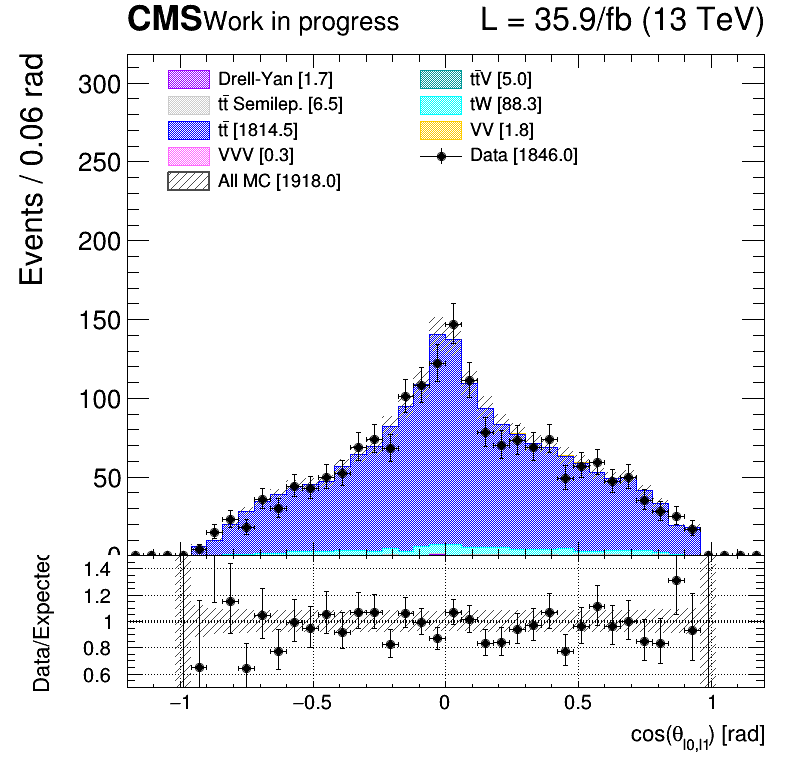 CMS Work in progress L = 35.9/fb (13 TeV)
Events / 0.06 rad
300
250
200
150
100
50
0
Drell-Yan [1.7]
tt̄ Semilep. [6.5]
tt̄ [1814.5]
VVV [0.3]
All MC [1918.0]
tt̄V [5.0]
tW [88.3]
VV [1.8]
Data [1846.0]
Data/Expected
1.4
1.2
1
0.8
0.6
−1 −0.5 0 0.5 1
cos(θ_l0,l1) [rad]